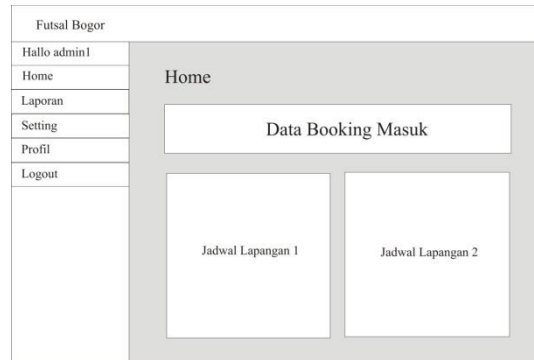 Futsal Bogor
Hallo admin1
Home
Laporan
Setting
Profil
Logout
Home
Data Booking Masuk
Jadwal Lapangan 1
Jadwal Lapangan 2